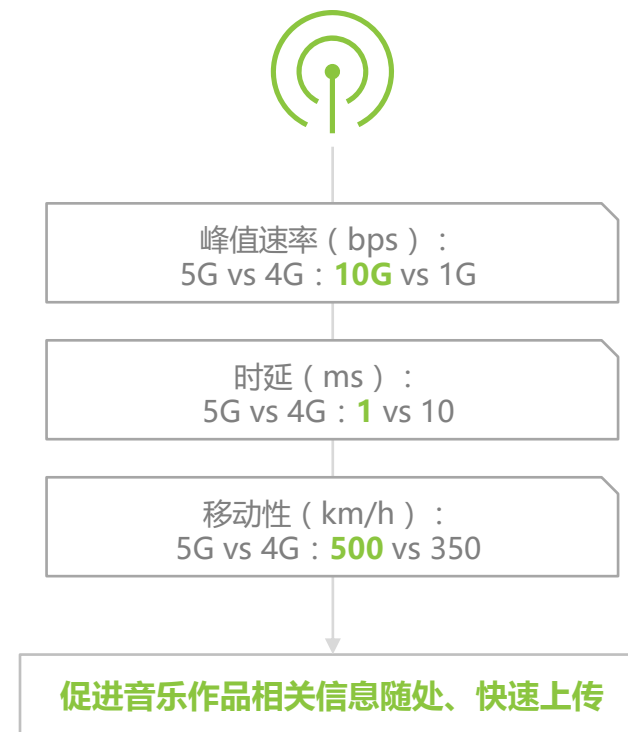 峰值速率（bps）：
5G vs 4G：10G vs 1G
时延（ms）：
5G vs 4G：1 vs 10
移动性（km/h）：
5G vs 4G：500 vs 350
促进音乐作品相关信息随处、快速上传